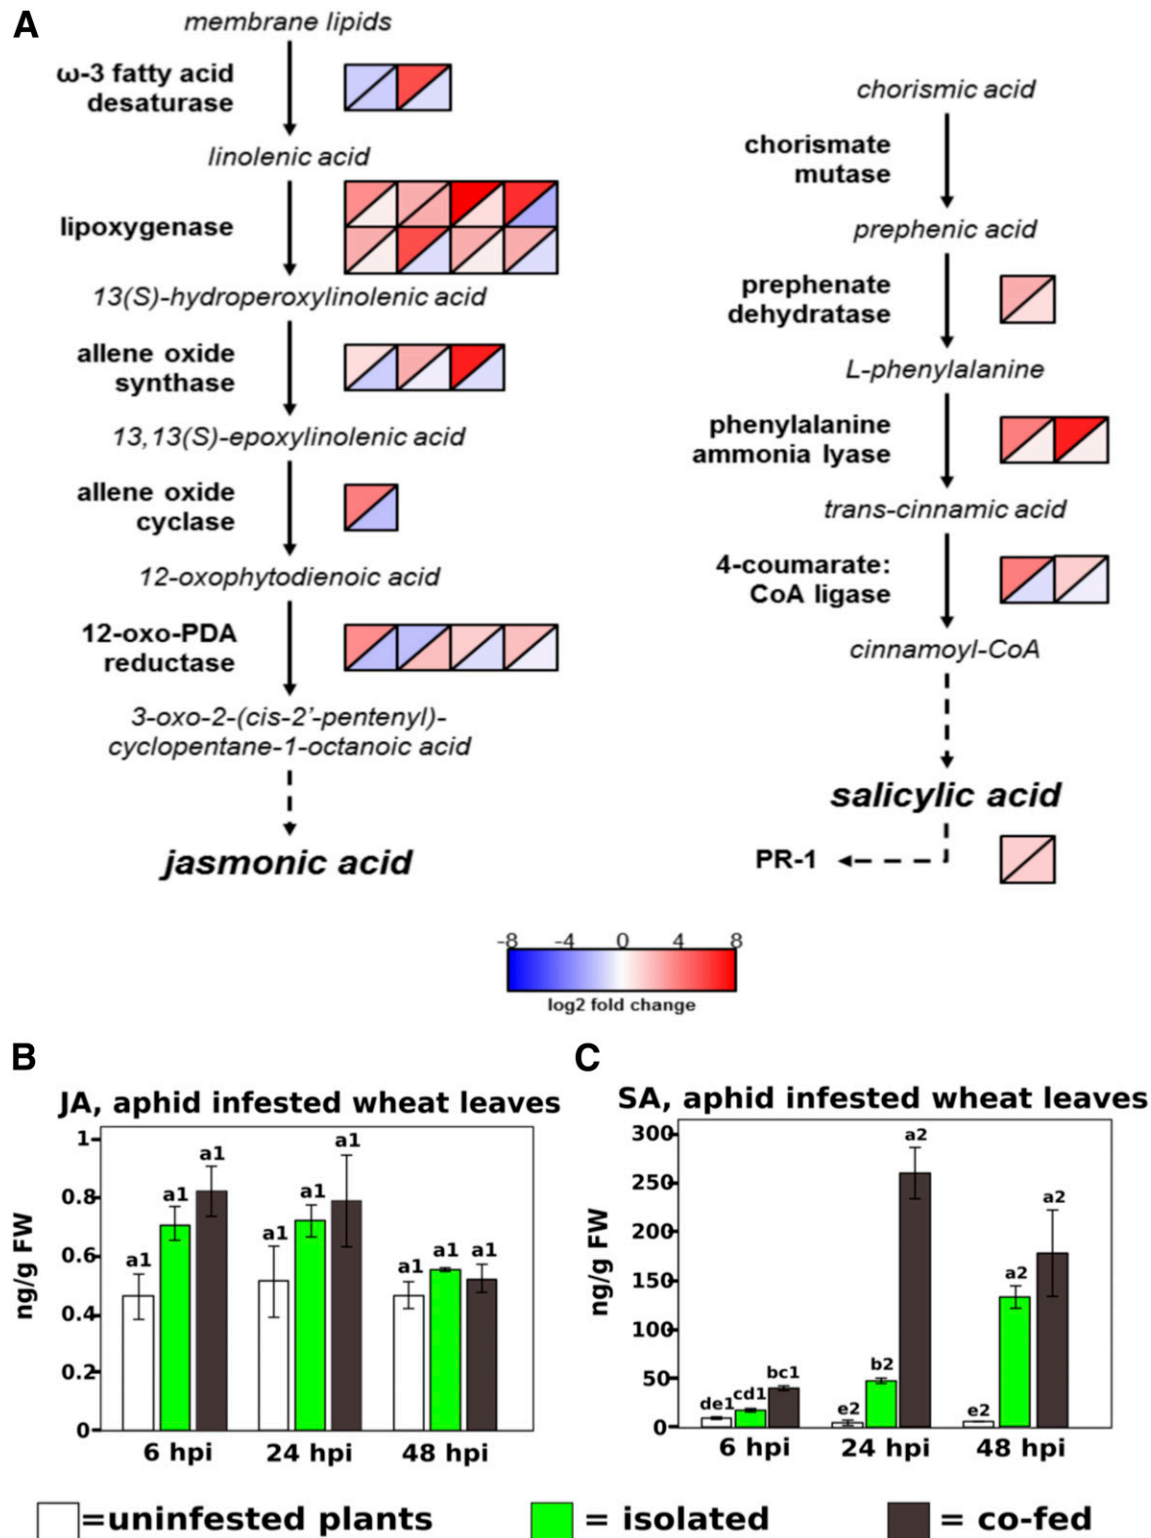 A
membrane lipids
ω-3 fatty acid
desaturase
linolenic acid
lipoxygenase
13(S)-hydroperoxylinolenic acid
allene oxide
synthase
13,13(S)-epoxylinolenic acid
allene oxide
cyclase
12-oxophytodienoic acid
12-oxo-PDA
reductase
3-oxo-2-(cis-2’-pentenyl)-
cyclopentane-1-octanoic acid
jasmonic acid
chorismic acid
chorismate
mutase
prephenic acid
prephenate
dehydratase
L-phenylalanine
phenylalanine
ammonia lyase
trans-cinnamic acid
4-coumarate:
CoA ligase
cinnamoyl-CoA
salicylic acid
PR-1
-8 -4 0 4 8
log2 fold change
B
JA, aphid infested wheat leaves
ng/g FW
1
0.8
0.6
0.4
0.2
0
a1 a1 a1
a1 a1 a1
a1 a1 a1
6 hpi 24 hpi 48 hpi
C
SA, aphid infested wheat leaves
ng/g FW
300
250
200
150
100
50
0
de1 cd1 bc1
e2 b2 a2
e2 a2 a2
6 hpi 24 hpi 48 hpi
=uninfested plants = isolated = co-fed